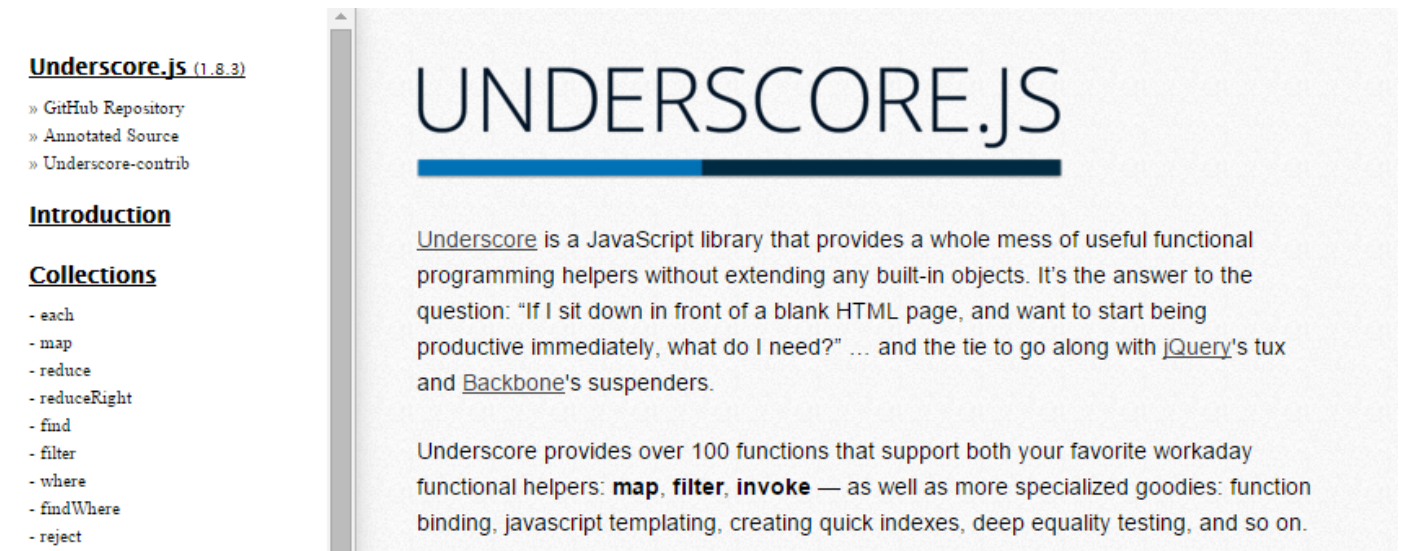 Underscore.js (1.8.3)
» GitHub Repository
» Annotated Source
» Underscore-contrib
Introduction
Collections
- each
- map
- reduce
- reduceRight
- find
- filter
- where
- findWhere
- reject
UNDERSCORE.JS
Underscore is a JavaScript library that provides a whole mess of useful functional
programming helpers without extending any built-in objects. It’s the answer to the
question: “If I sit down in front of a blank HTML page, and want to start being
productive immediately, what do I need?” … and the tie to go along with jQuery's tux
and Backbone's suspenders.
Underscore provides over 100 functions that support both your favorite workaday
functional helpers: map, filter, invoke — as well as more specialized goodies: function
binding, javascript templating, creating quick indexes, deep equality testing, and so on.